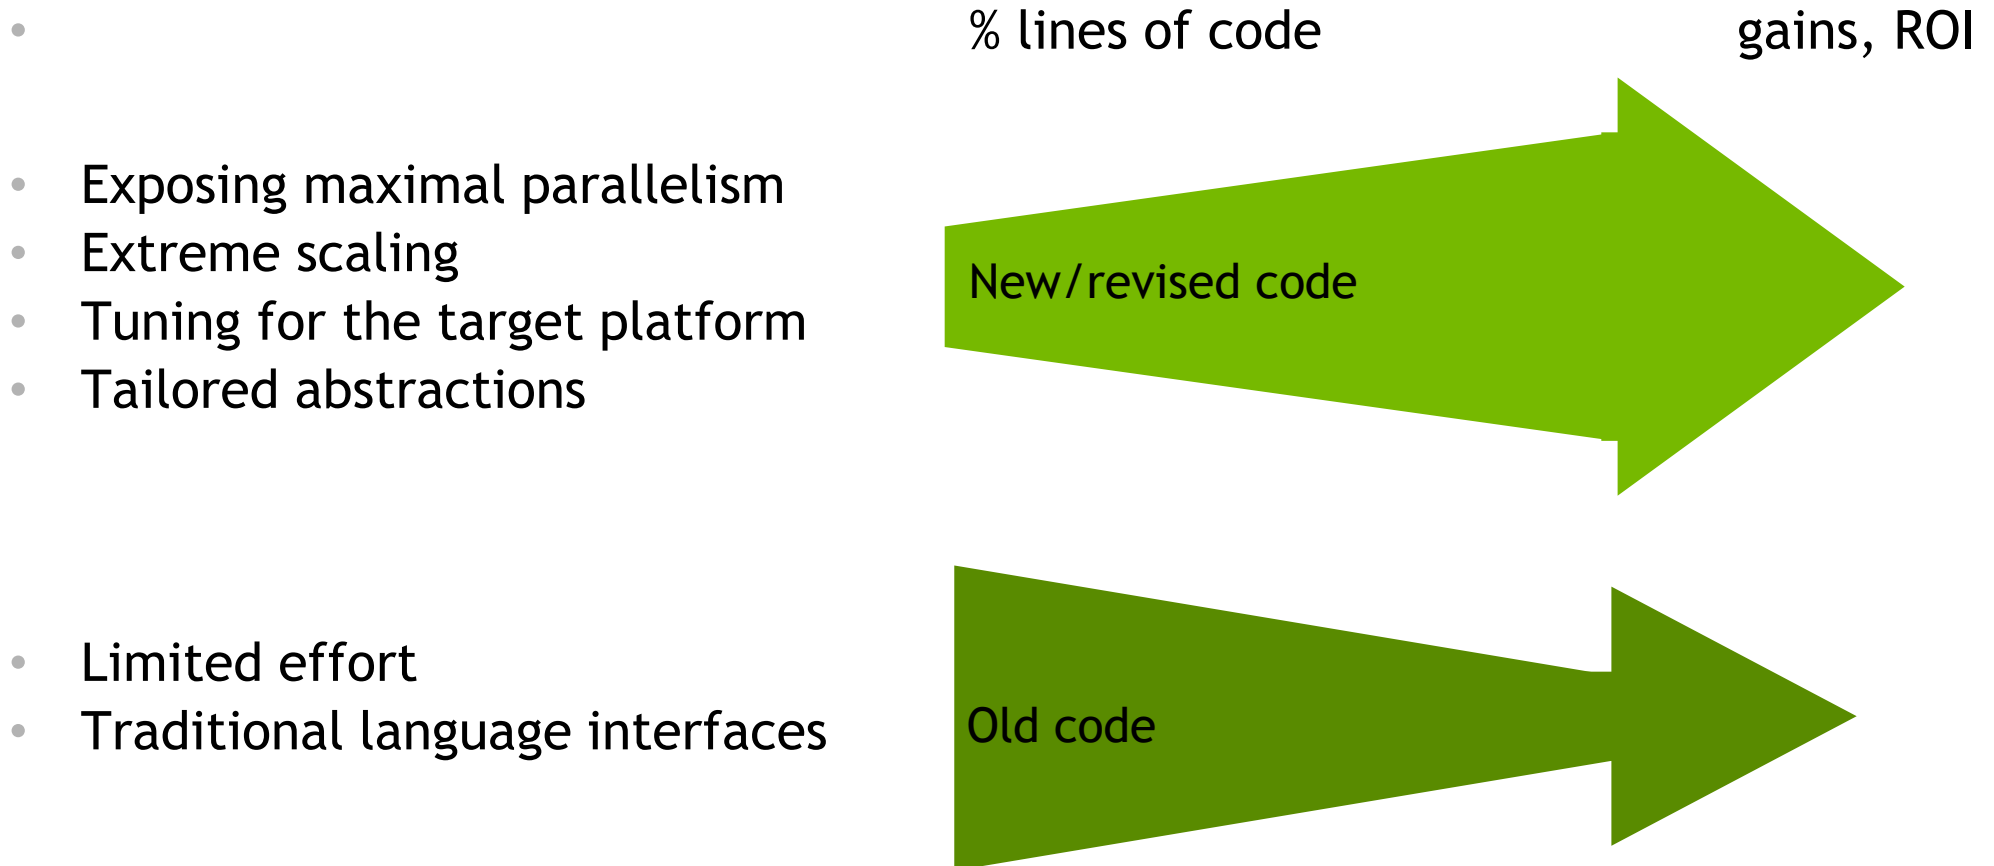 % lines of code gains, ROI
• Exposing maximal parallelism
• Extreme scaling
• Tuning for the target platform
• Tailored abstractions
New/revised code
• Limited effort
• Traditional language interfaces
Old code